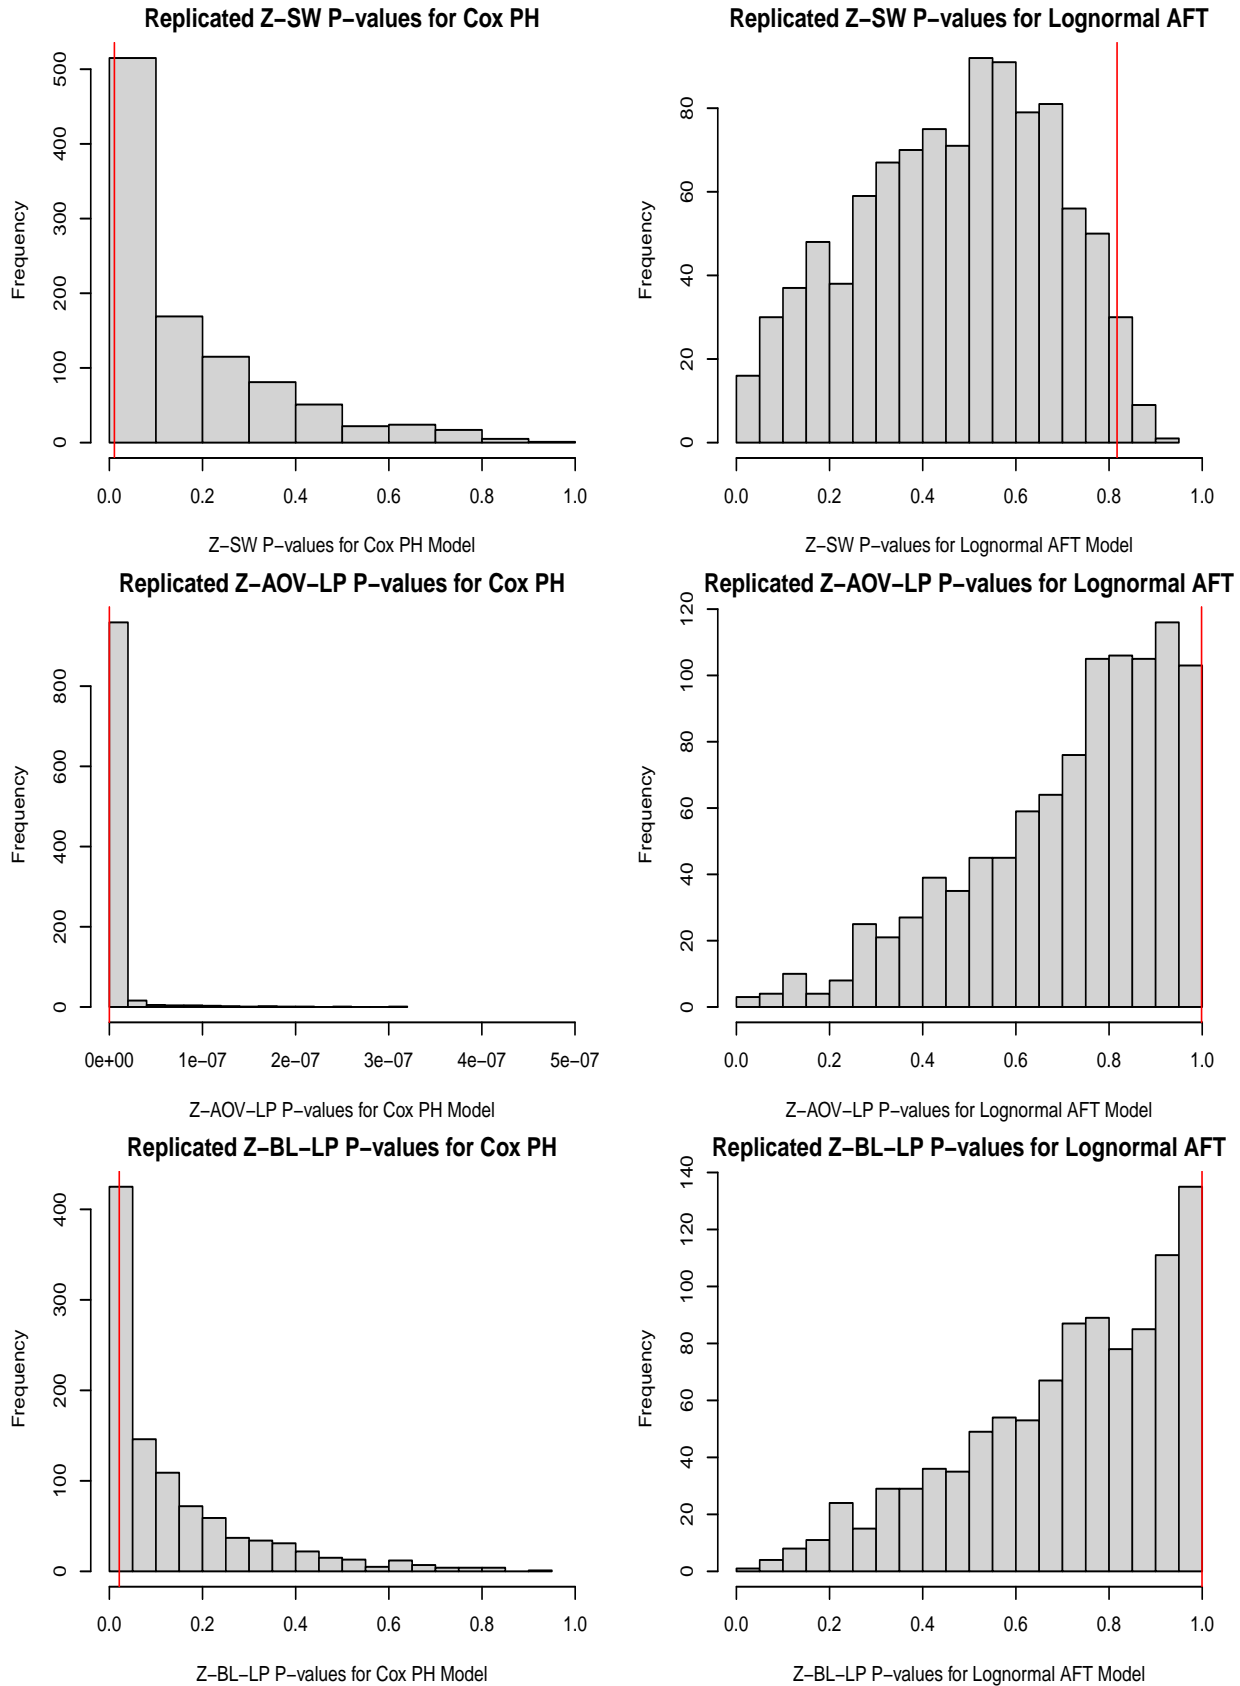 Replicated Z−SW P−values for Cox PH
Frequency
0 100 200 300 400 500
0.0 0.2 0.4 0.6 0.8 1.0
Z−SW P−values for Cox PH Model
Replicated Z−SW P−values for Lognormal AFT
Frequency
0 20 40 60 80
0.0 0.2 0.4 0.6 0.8 1.0
Z−SW P−values for Lognormal AFT Model
Replicated Z−AOV−LP P−values for Cox PH
Frequency
0 200 400 600 800
0e+00 1e−07 2e−07 3e−07 4e−07 5e−07
Z−AOV−LP P−values for Cox PH Model
Replicated Z−AOV−LP P−values for Lognormal AFT
Frequency
0 20 40 60 80 100 120
0.0 0.2 0.4 0.6 0.8 1.0
Z−AOV−LP P−values for Lognormal AFT Model
Replicated Z−BL−LP P−values for Cox PH
Frequency
0 100 200 300 400
0.0 0.2 0.4 0.6 0.8 1.0
Z−BL−LP P−values for Cox PH Model
Replicated Z−BL−LP P−values for Lognormal AFT
Frequency
0 20 40 60 80 100 120 140
0.0 0.2 0.4 0.6 0.8 1.0
Z−BL−LP P−values for Lognormal AFT Model